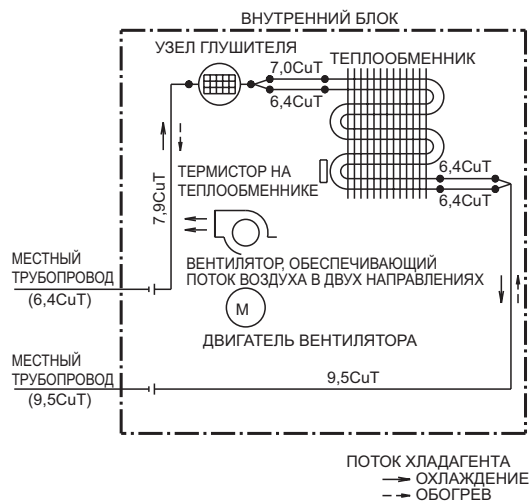 ВНУТРЕННИЙ БЛОК
УЗЕЛ ГЛУШИТЕЛЯ
ТЕПЛООБМЕННИК
7,0CuT
6,4CuT
7,9CuT
ТЕРМИСТОР НА
ТЕПЛООБМЕННИКЕ
6,4CuT
6,4CuT
МЕСТНЫЙ
ТРУБОПРОВОД
(6,4CuT)
ВЕНТИЛЯТОР, ОБЕСПЕЧИВАЮЩИЙ
ПОТОК ВОЗДУХА В ДВУХ НАПРАВЛЕНИЯХ
M
ДВИГАТЕЛЬ ВЕНТИЛЯТОРА
МЕСТНЫЙ
ТРУБОПРОВОД
(9,5CuT)
9,5CuT
ПОТОК ХЛАДАГЕНТА
ОХЛАЖДЕНИЕ
ОБОГРЕВ